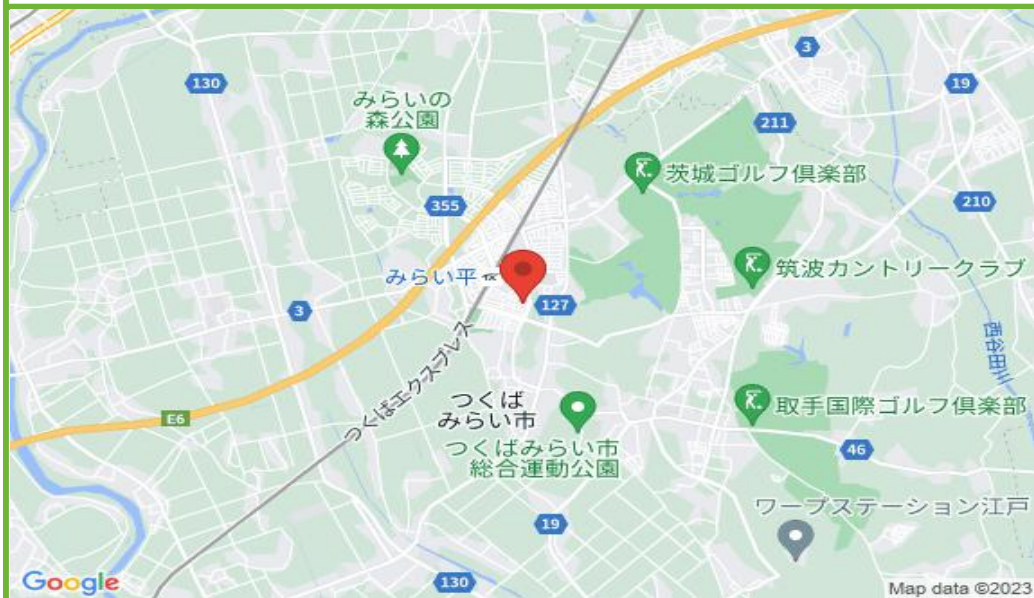 3
130
19
みらいの
森公園
211
茨城ゴルフ倶楽部
355
210
筑波カントリークラブ
みらい平
127
3
西谷田川
つくばエクスプレス
つくば
みらい市
取手国際ゴルフ倶楽部
E6
つくばみらい市
総合運動公園
46
ワープステーション江戸
19
130
Google
Map data ©2023